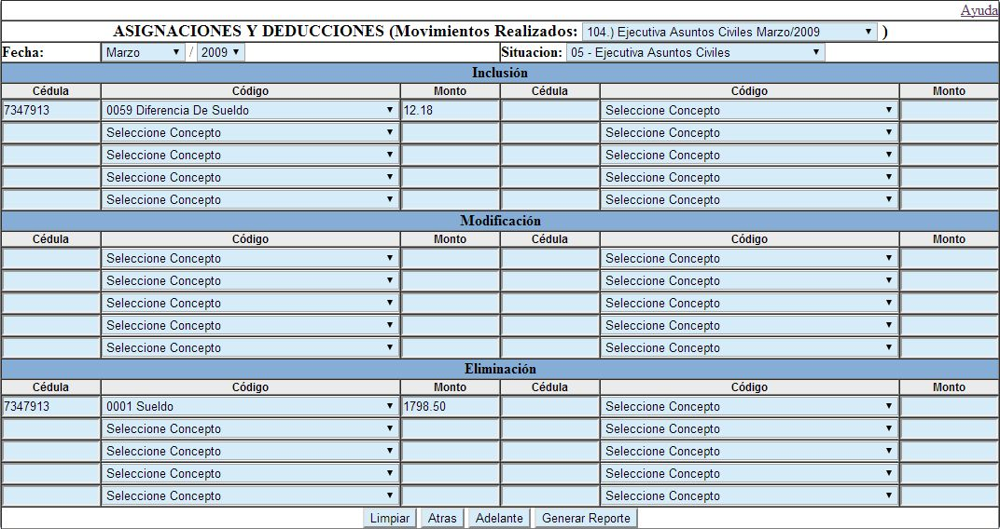 Ayuda
ASIGNACIONES Y DEDUCCIONES (Movimientos Realizados: 104.) Ejecutiva Asuntos Civiles Marzo/2009 )
Fecha: Marzo / 2009 Situacion: 05 - Ejecutiva Asuntos Civiles
Inclusión
Cédula Código Monto Cédula Código Monto
7347913 0059 Diferencia De Sueldo 12.18 Seleccione Concepto
Seleccione Concepto Seleccione Concepto
Seleccione Concepto Seleccione Concepto
Seleccione Concepto Seleccione Concepto
Seleccione Concepto Seleccione Concepto
Modificación
Cédula Código Monto Cédula Código Monto
Seleccione Concepto Seleccione Concepto
Seleccione Concepto Seleccione Concepto
Seleccione Concepto Seleccione Concepto
Seleccione Concepto Seleccione Concepto
Seleccione Concepto Seleccione Concepto
Eliminación
Cédula Código Monto Cédula Código Monto
7347913 0001 Sueldo 1798.50 Seleccione Concepto
Seleccione Concepto Seleccione Concepto
Seleccione Concepto Seleccione Concepto
Seleccione Concepto Seleccione Concepto
Seleccione Concepto Seleccione Concepto
Limpiar Atras Adelante Generar Reporte